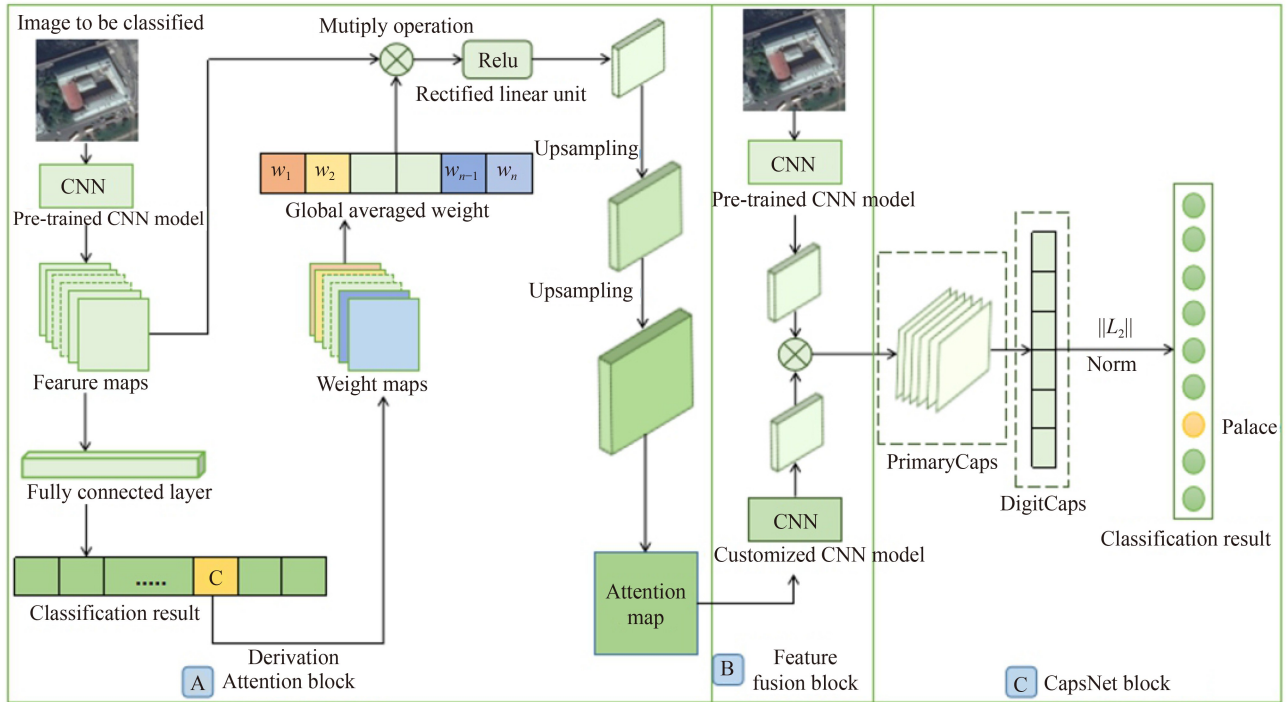 Image to be classified
CNN
Pre-trained CNN model
Fearure maps
Fully connected layer
.....
C
Classification result
Derivation
Weight maps
w1 w2 wn−1 wn
Global averaged weight
Mutiply operation
Relu
Rectified linear unit
Upsampling
Upsampling
Attention
map
A
Attention block
CNN
Pre-trained CNN model
CNN
Customized CNN model
B
Feature
fusion block
PrimaryCaps
DigitCaps
||L2||
Norm
Palace
Classification result
C CapsNet block